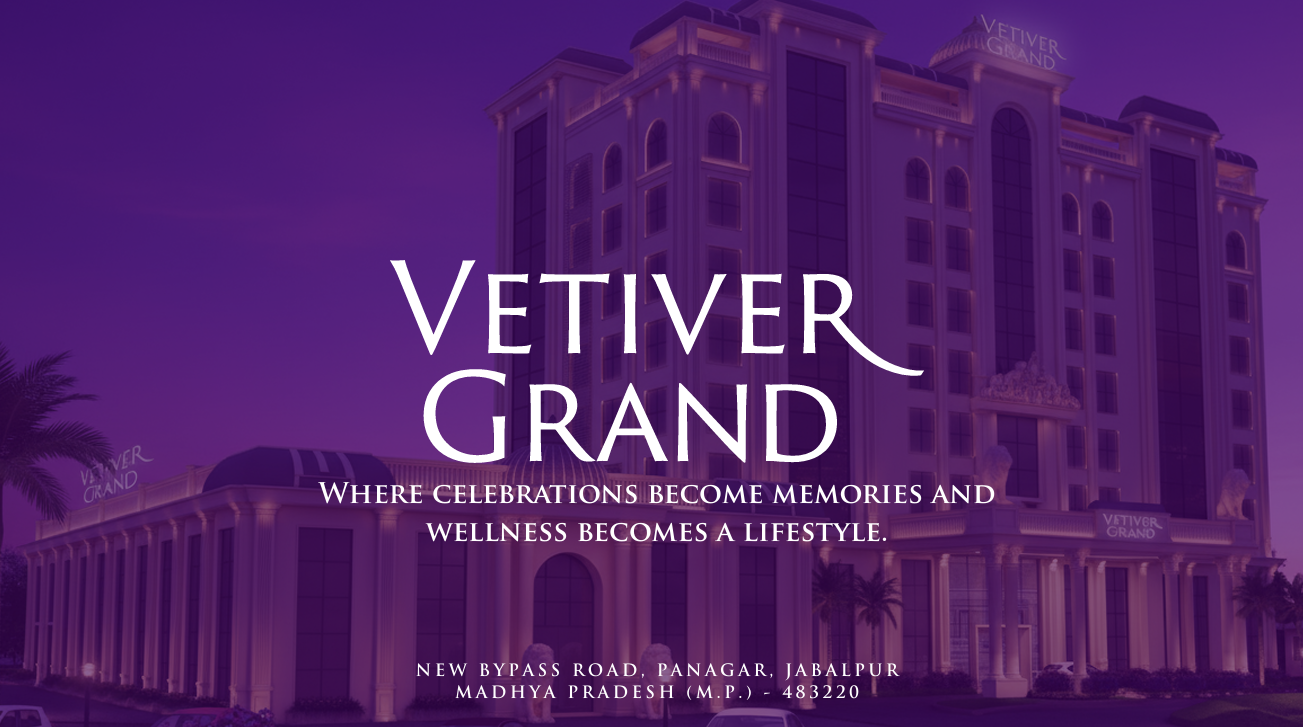 VETIVER
GRAND
VETIVER
GRAND
WHERE CELEBRATIONS BECOME MEMORIES AND
WELLNESS BECOMES A LIFESTYLE.
VETIVER
GRAND
VETIVER
GRAND
NEW BYPASS ROAD, PANAGAR, JABALPUR
MADHYA PRADESH (M.P.) - 483220